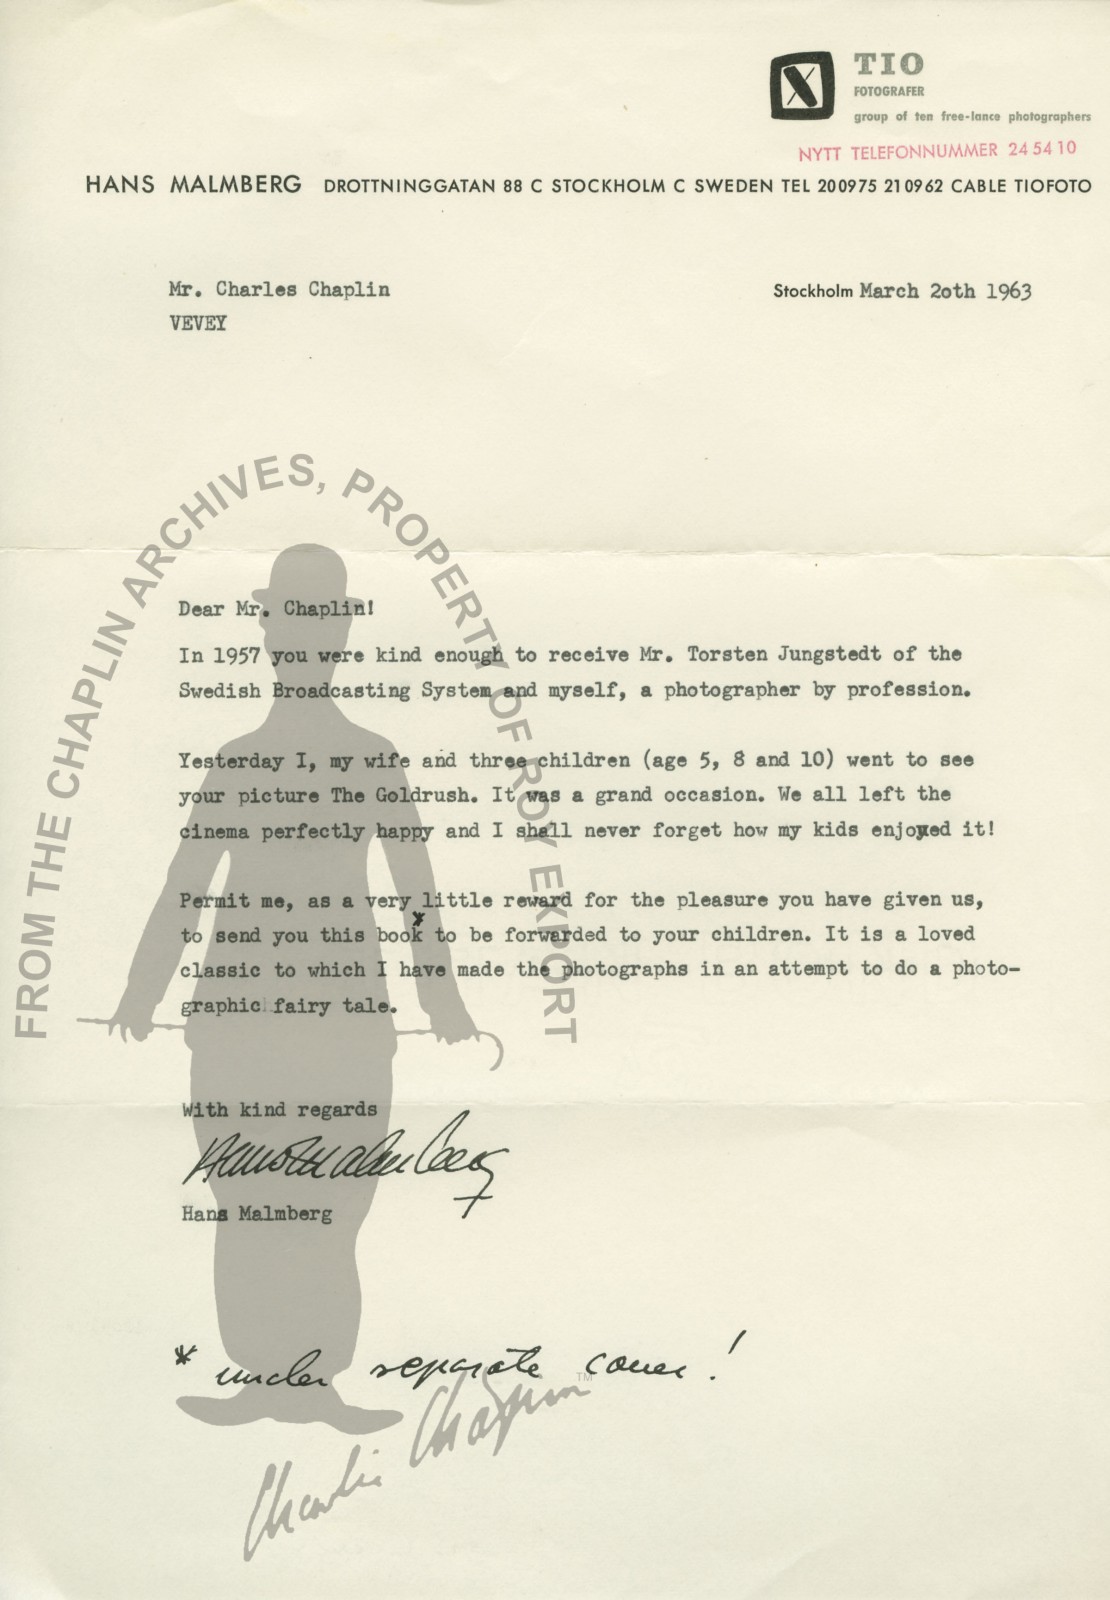 TIO
FOTOGRAFER
group of ten free-lance photographers
NYTT TELEFONNUMMER 24 54 10
HANS MALMBERG DROTTNINGGATAN 88 C STOCKHOLM C SWEDEN TEL 200975 210962 CABLE TIOFOTO
Mr. Charles Chaplin
VEVEY
Stockholm March 2oth 1963
FROM THE CHAPLIN ARCHIVES, PROPERTY OF ROY EXPORT
Dear Mr. Chaplin!
In 1957 you were kind enough to receive Mr. Torsten Jungstedt of the
Swedish Broadcasting System and myself, a photographer by profession.
Yesterday I, my wife and three children (age 5, 8 and 10) went to see
your picture The Goldrush. It was a grand occasion. We all left the
cinema perfectly happy and I shall never forget how my kids enjoyed it!
Permit me, as a very little reward for the pleasure you have given us,
to send you this book* to be forwarded to your children. It is a loved
classic to which I have made the photographs in an attempt to do a photo-
graphic fairy tale.
With kind regards
Hans Malmberg
Hans Malmberg
* under separate cover!
Charlie Chaplin™